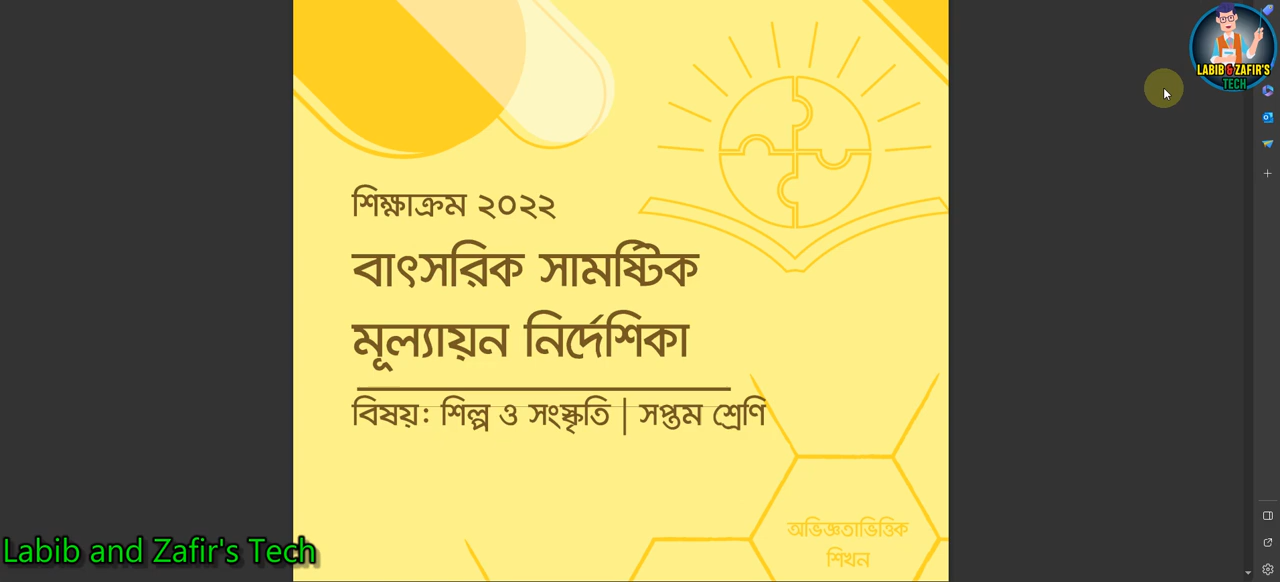 LABIB & ZAFIR'S
TECH
শিক্ষাক্রম ২০২২
বাৎসরিক সামষ্টিক
মূল্যায়ন নির্দেশিকা
বিষয়: শিল্প ও সংস্কৃতি | সপ্তম শ্রেণি
অভিজ্ঞতাভিত্তিক
শিখন
Labib and Zafir's Tech